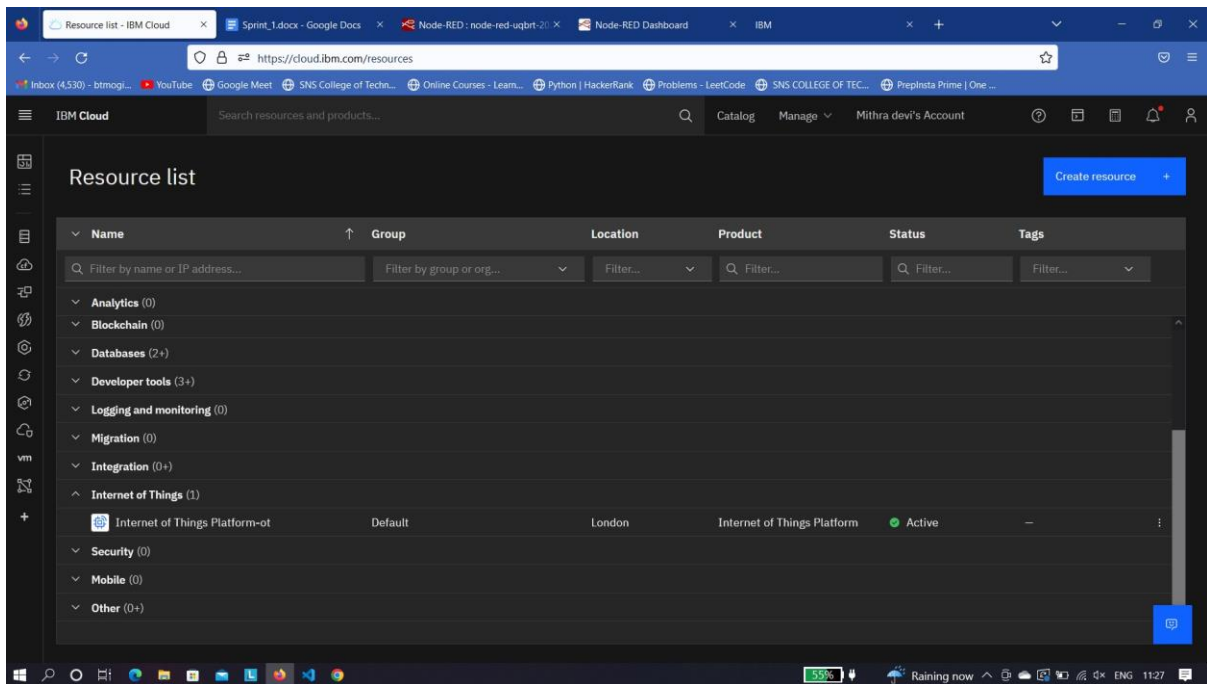 Resource list - IBM Cloud
Sprint_1.docx - Google Docs
Node-RED : node-red-uqbrt-20
Node-RED Dashboard
IBM
https://cloud.ibm.com/resources
Inbox (4,530) - btmogi... YouTube Google Meet SNS College of Techn... Online Courses - Learn... Python | HackerRank Problems - LeetCode SNS COLLEGE OF TEC... PrepInsta Prime | One ...
IBM Cloud Search resources and products... Catalog Manage Mithra devi's Account
Resource list
Create resource +
Name Group Location Product Status Tags
Filter by name or IP address... Filter by group or org... Filter... Filter... Filter... Filter...
Analytics (0)
Blockchain (0)
Databases (2+)
Developer tools (3+)
Logging and monitoring (0)
Migration (0)
Integration (0+)
Internet of Things (1)
Internet of Things Platform-ot Default London Internet of Things Platform Active –
Security (0)
Mobile (0)
Other (0+)
vm
55% Raining now ENG 11:27